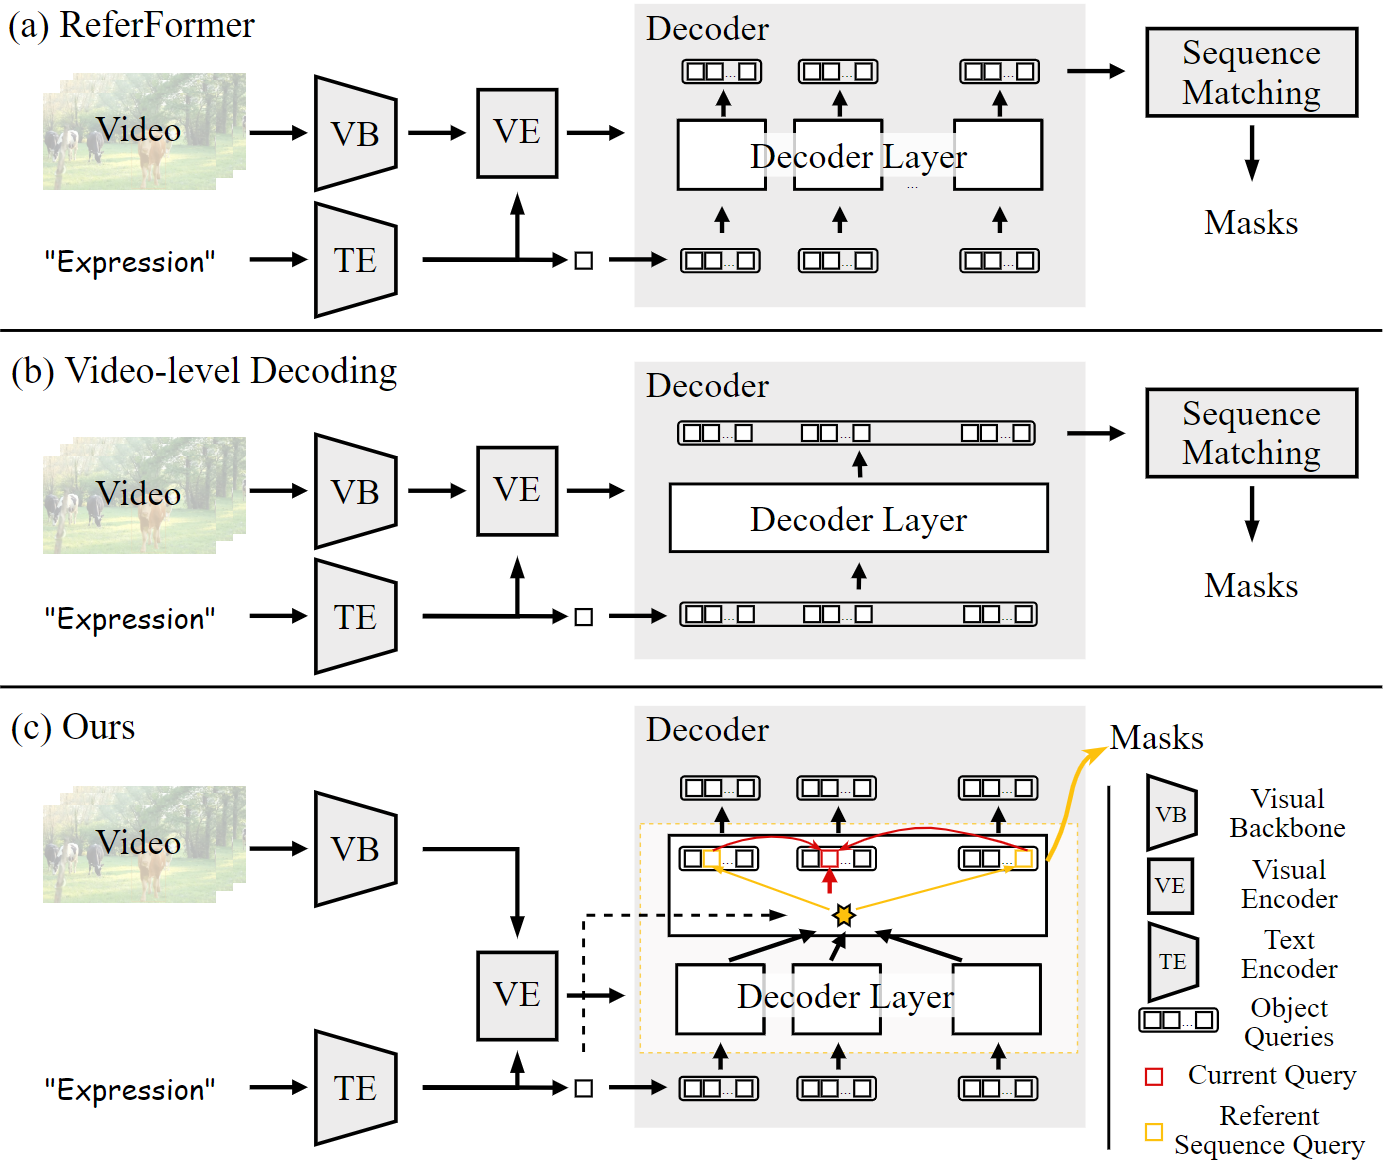 (a) ReferFormer
Decoder
Video
VB
VE
...
...
...
Decoder Layer
...
Sequence
Matching
Masks
"Expression"
TE
...
...
...
(b) Video-level Decoding
Decoder
Video
VB
VE
...
...
...
Decoder Layer
Sequence
Matching
Masks
"Expression"
TE
...
...
...
(c) Ours
Decoder
Masks
Video
VB
...
...
...
...
...
...
VE
Decoder Layer
"Expression"
TE
...
...
...
VB
Visual
Backbone
VE
Visual
Encoder
TE
Text
Encoder
...
Object
Queries
Current Query
Referent
Sequence Query